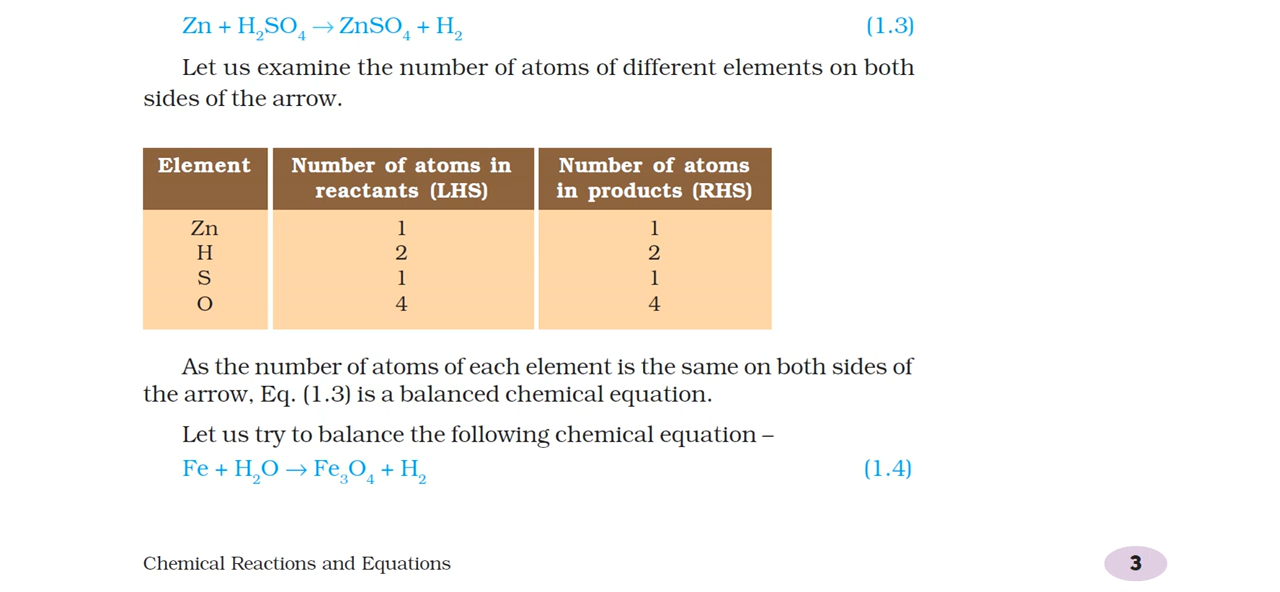 Zn + H₂SO₄ → ZnSO₄ + H₂ (1.3)
Let us examine the number of atoms of different elements on both
sides of the arrow.
Element Number of atoms in reactants (LHS) Number of atoms in products (RHS)
Zn 1 1
H 2 2
S 1 1
O 4 4
As the number of atoms of each element is the same on both sides of
the arrow, Eq. (1.3) is a balanced chemical equation.
Let us try to balance the following chemical equation –
Fe + H₂O → Fe₃O₄ + H₂ (1.4)
Chemical Reactions and Equations 3